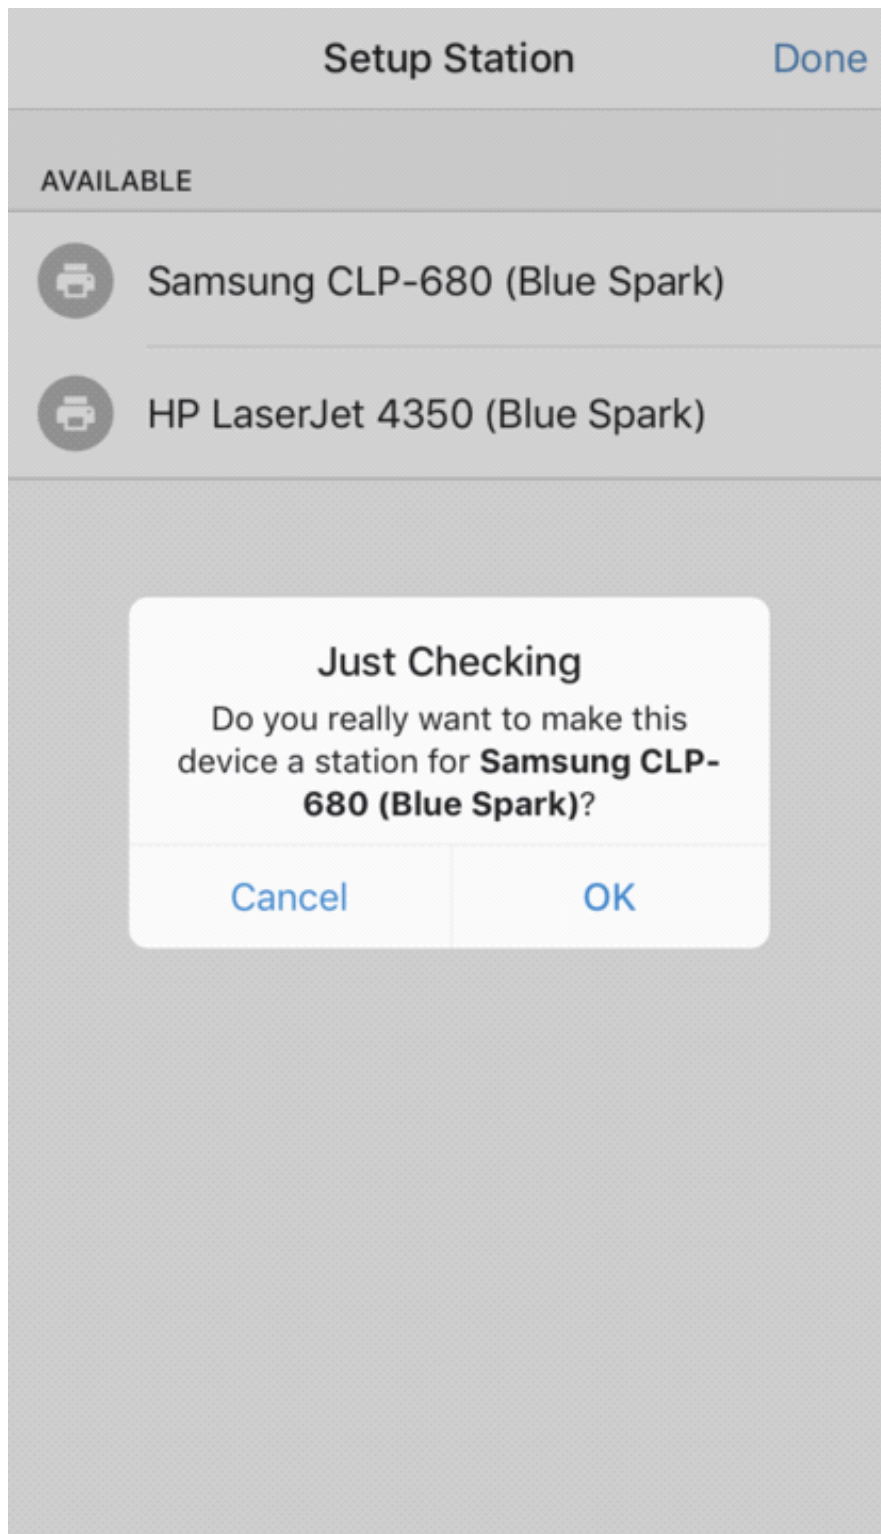 Setup Station
Done
AVAILABLE
Samsung CLP-680 (Blue Spark)
HP LaserJet 4350 (Blue Spark)
Just Checking
Do you really want to make this
device a station for Samsung CLP-
680 (Blue Spark)?
Cancel
OK